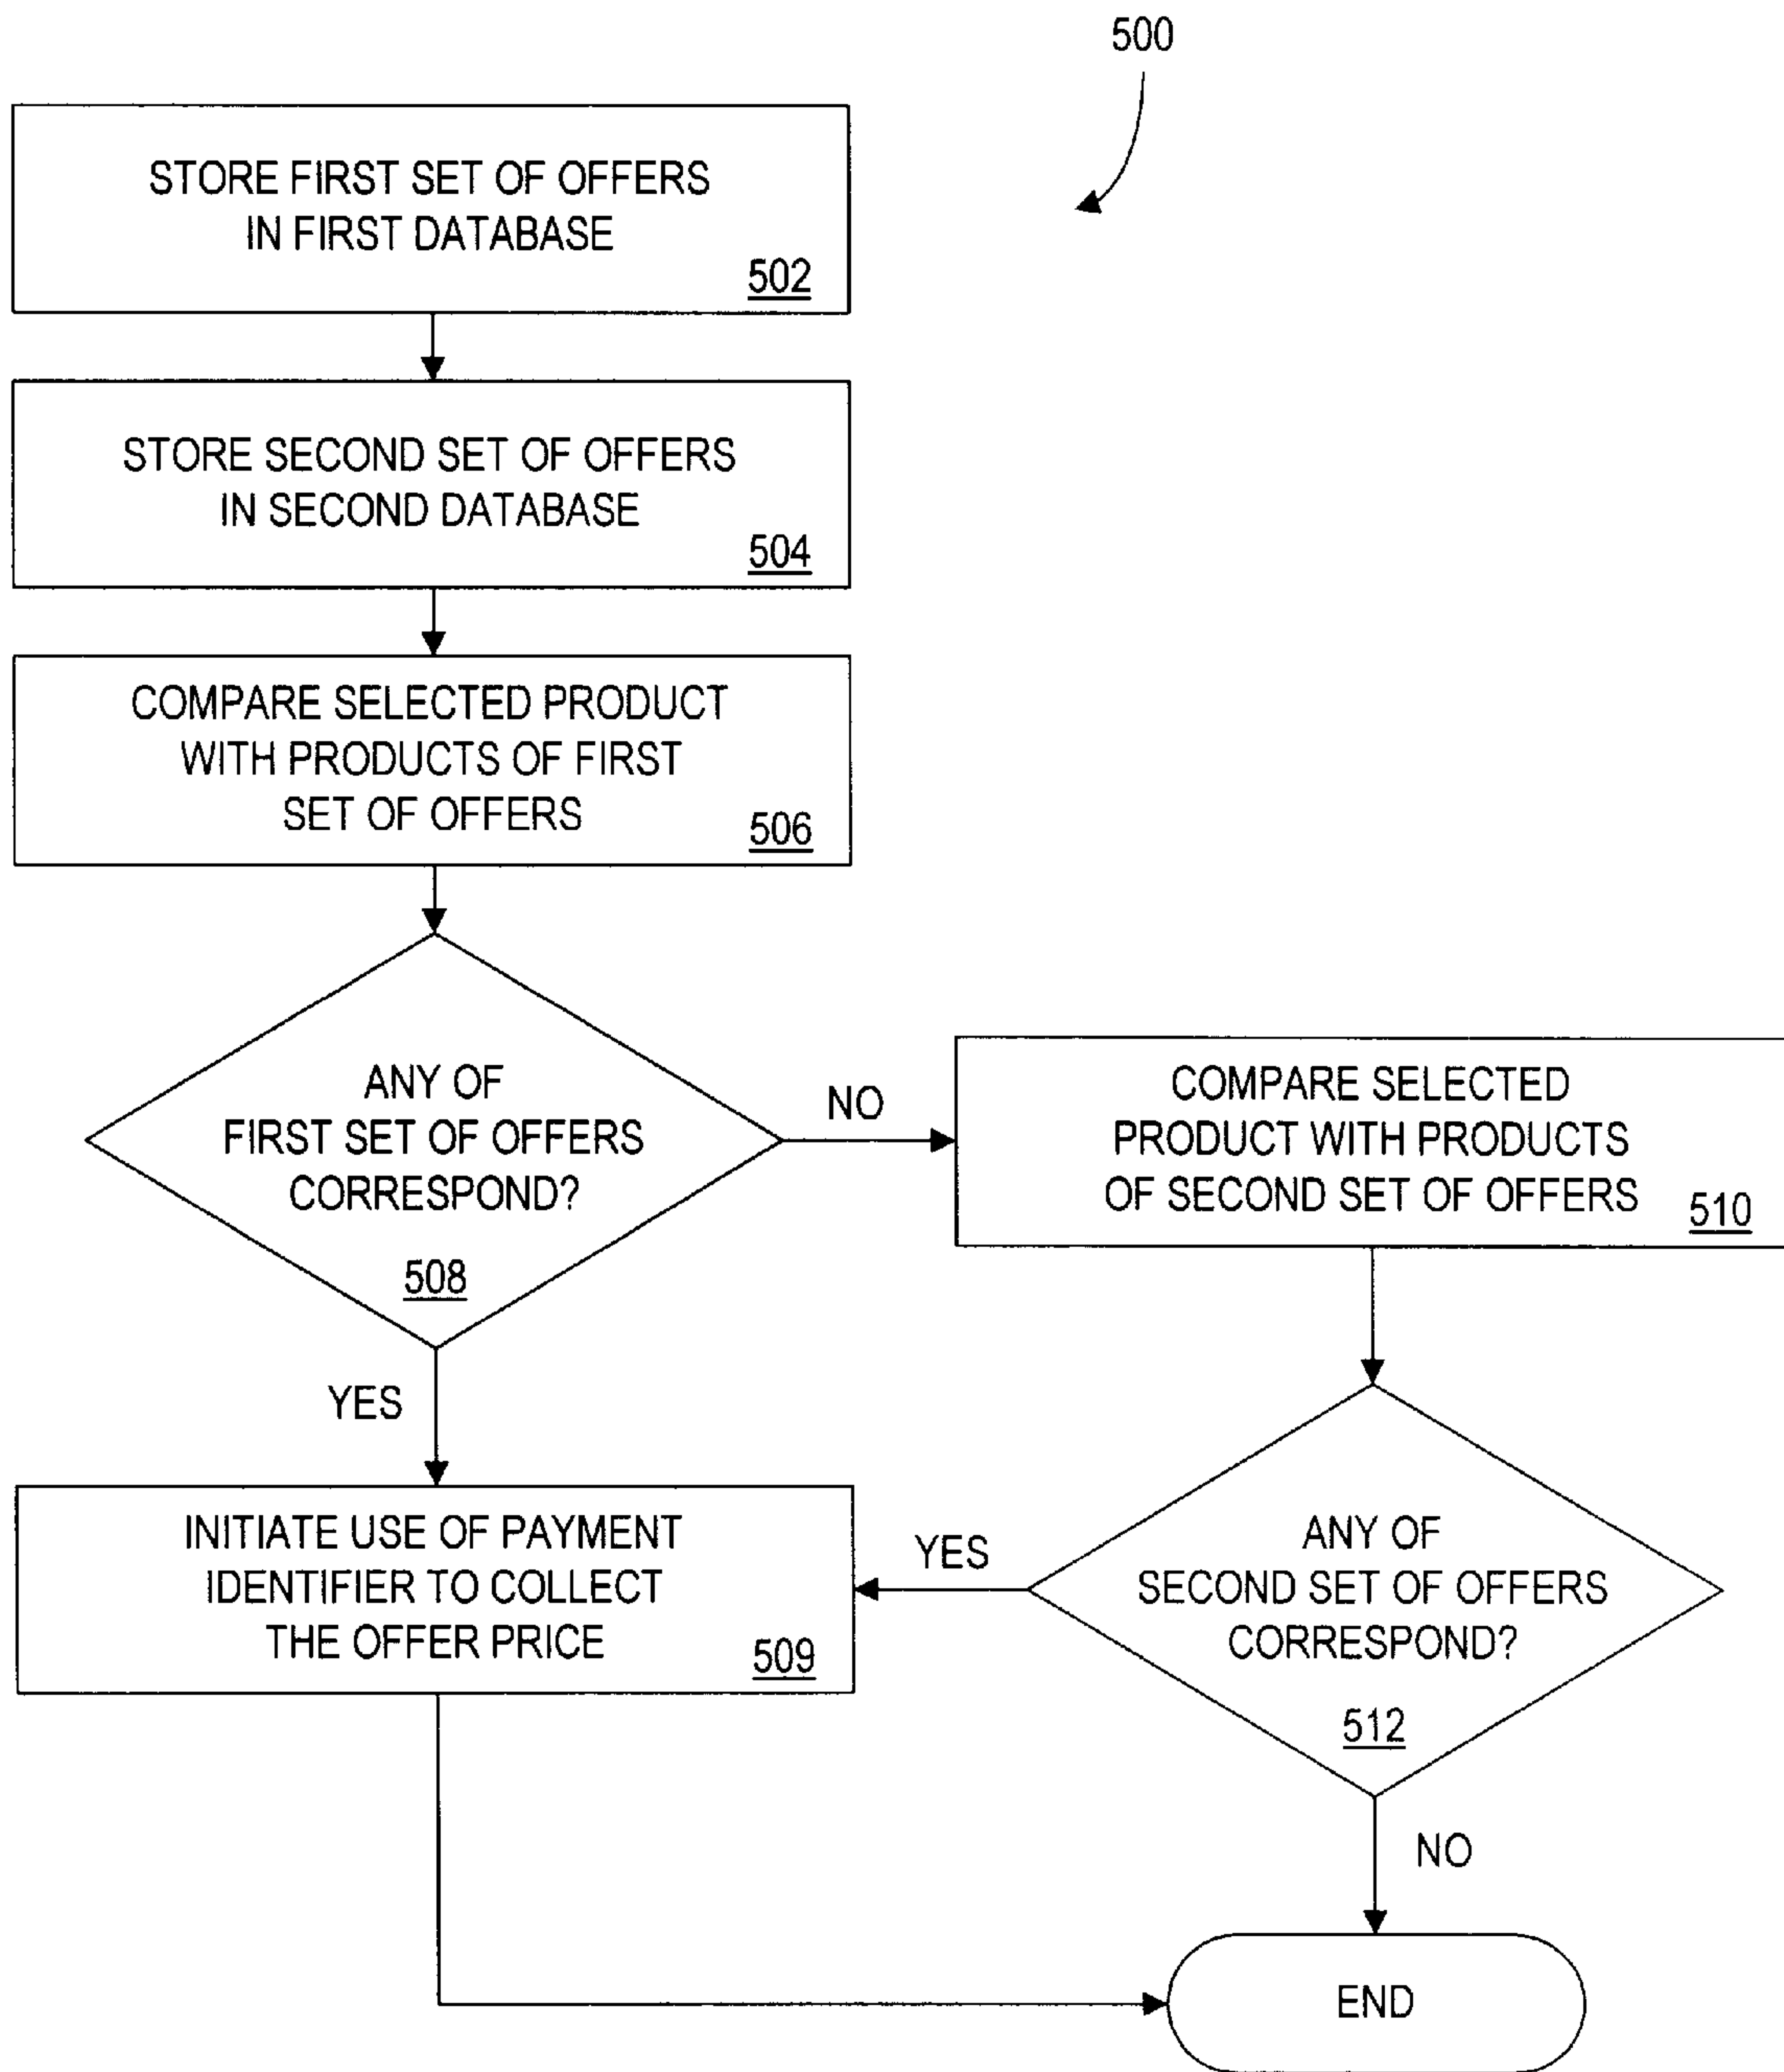 500
STORE FIRST SET OF OFFERS
IN FIRST DATABASE
502
STORE SECOND SET OF OFFERS
IN SECOND DATABASE
504
COMPARE SELECTED PRODUCT
WITH PRODUCTS OF FIRST
SET OF OFFERS
506
ANY OF
FIRST SET OF OFFERS
CORRESPOND?
508
NO
COMPARE SELECTED
PRODUCT WITH PRODUCTS
OF SECOND SET OF OFFERS
510
YES
INITIATE USE OF PAYMENT
IDENTIFIER TO COLLECT
THE OFFER PRICE
509
YES
ANY OF
SECOND SET OF OFFERS
CORRESPOND?
512
NO
END